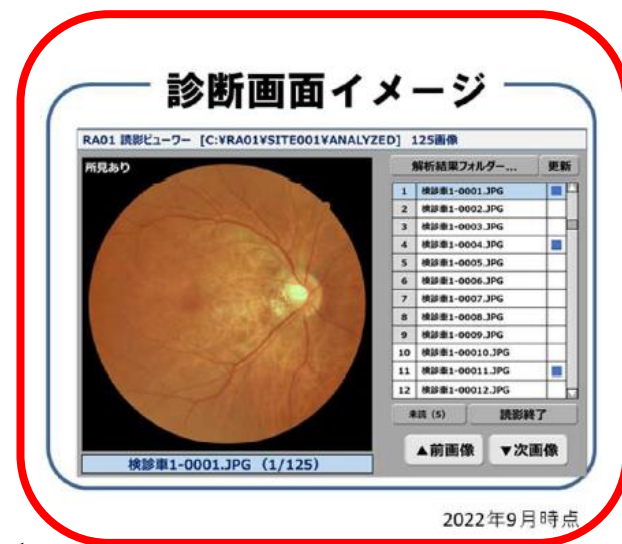 診断画面イメージ
RA01 読影ビューワー [C:¥RA01¥SITE001¥ANALYZED] 125画像
所見あり
解析結果フォルダー... 更新
1 検診車1-0001.JPG
2 検診車1-0002.JPG
3 検診車1-0003.JPG
4 検診車1-0004.JPG
5 検診車1-0005.JPG
6 検診車1-0006.JPG
7 検診車1-0007.JPG
8 検診車1-0008.JPG
9 検診車1-0009.JPG
10 検診車1-00010.JPG
11 検診車1-00011.JPG
12 検診車1-00012.JPG
未読 (5) 読影終了
▲前画像 ▼次画像
検診車1-0001.JPG (1/125)
2022年9月時点